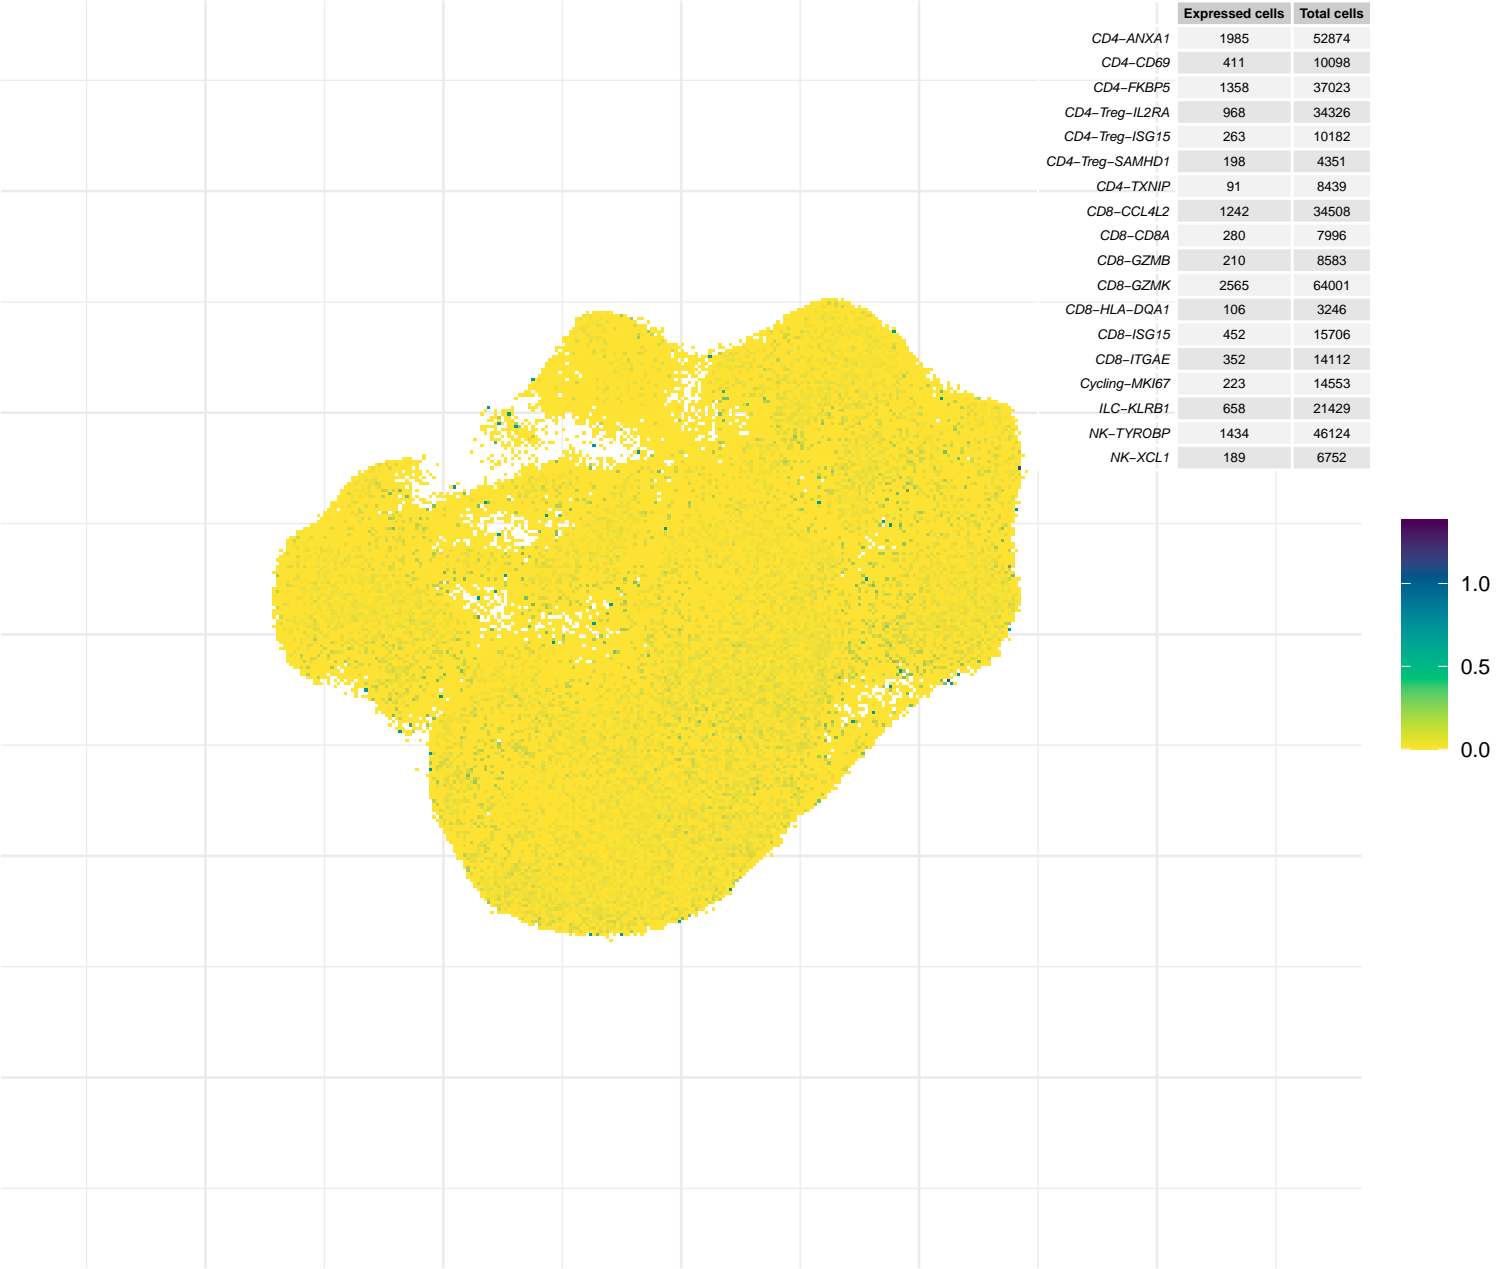 Expressed cells Total cells
CD4−ANXA1 1985 52874
CD4−CD69 411 10098
CD4−FKBP5 1358 37023
CD4−Treg−IL2RA 968 34326
CD4−Treg−ISG15 263 10182
CD4−Treg−SAMHD1 198 4351
CD4−TXNIP 91 8439
CD8−CCL4L2 1242 34508
CD8−CD8A 280 7996
CD8−GZMB 210 8583
CD8−GZMK 2565 64001
CD8−HLA−DQA1 106 3246
CD8−ISG15 452 15706
CD8−ITGAE 352 14112
Cycling−MKI67 223 14553
ILC−KLRB1 658 21429
NK−TYROBP 1434 46124
NK−XCL1 189 6752
1.0
0.5
0.0